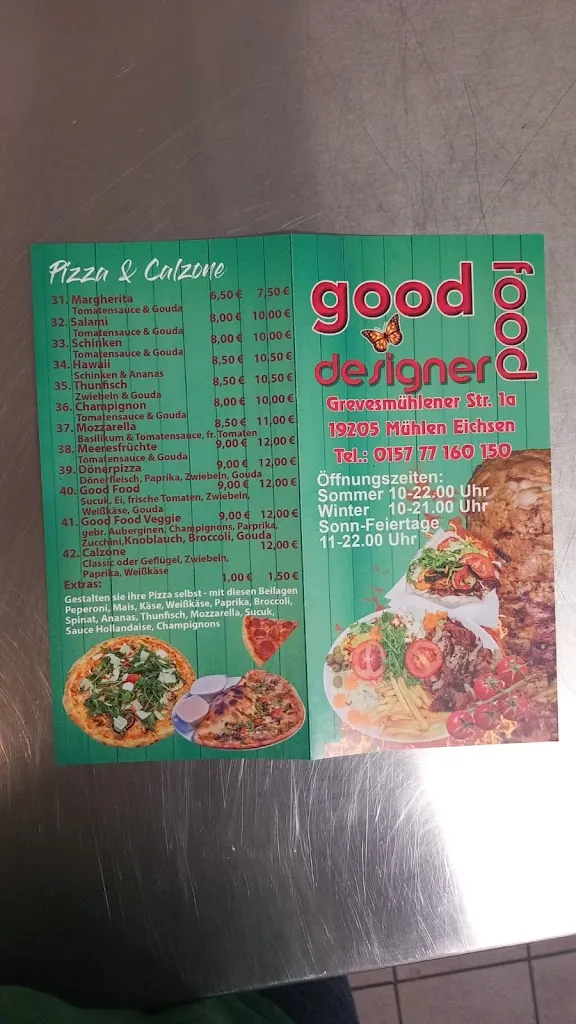 Pizza & Calzone
31. Margherita 6,50 € 7,50 €
Tomatensauce & Gouda
32. Salami 8,00 € 10,00 €
Tomatensauce & Gouda
33. Schinken 8,00 € 10,00 €
Tomatensauce & Gouda
34. Hawaii 8,50 € 10,50 €
Schinken & Ananas
35. Thunfisch 8,50 € 10,50 €
Zwiebeln & Gouda
36. Champignon 8,00 € 10,00 €
Tomatensauce & Gouda
37. Mozzarella 8,50 € 11,00 €
Basilikum & Tomatensauce, fr. Tomaten
38. Meeresfrüchte 9,00 € 12,00 €
Tomatensauce & Gouda
39. Dönerpizza 9,00 € 12,00 €
Dönerfleisch, Paprika, Zwiebeln, Gouda
40. Good Food 9,00 € 12,00 €
Sucuk, Ei, frische Tomaten, Zwiebeln,
Weißkäse, Gouda
41. Good Food Veggie 9,00 € 12,00 €
gebr. Auberginen, Champignons, Parprika,
Zucchini, Knoblauch, Broccoli, Gouda
42. Calzone 12,00 €
Classic oder Geflügel, Zwiebeln,
Paprika, Weißkäse
Extras: 1,00 € 1,50 €
Gestalten sie ihre Pizza selbst - mit diesen Beilagen
Peperoni, Mais, Käse, Weißkäse, Paprika, Broccoli,
Spinat, Ananas, Thunfisch, Mozzarella, Sucuk,
Sauce Hollandaise, Champignons
good
food
designer
Grevesmühlener Str. 1a
19205 Mühlen Eichsen
Tel.: 0157 77 160 150
Öffnungszeiten:
Sommer 10-22.00 Uhr
Winter 10-21.00 Uhr
Sonn-Feiertage
11-22.00 Uhr